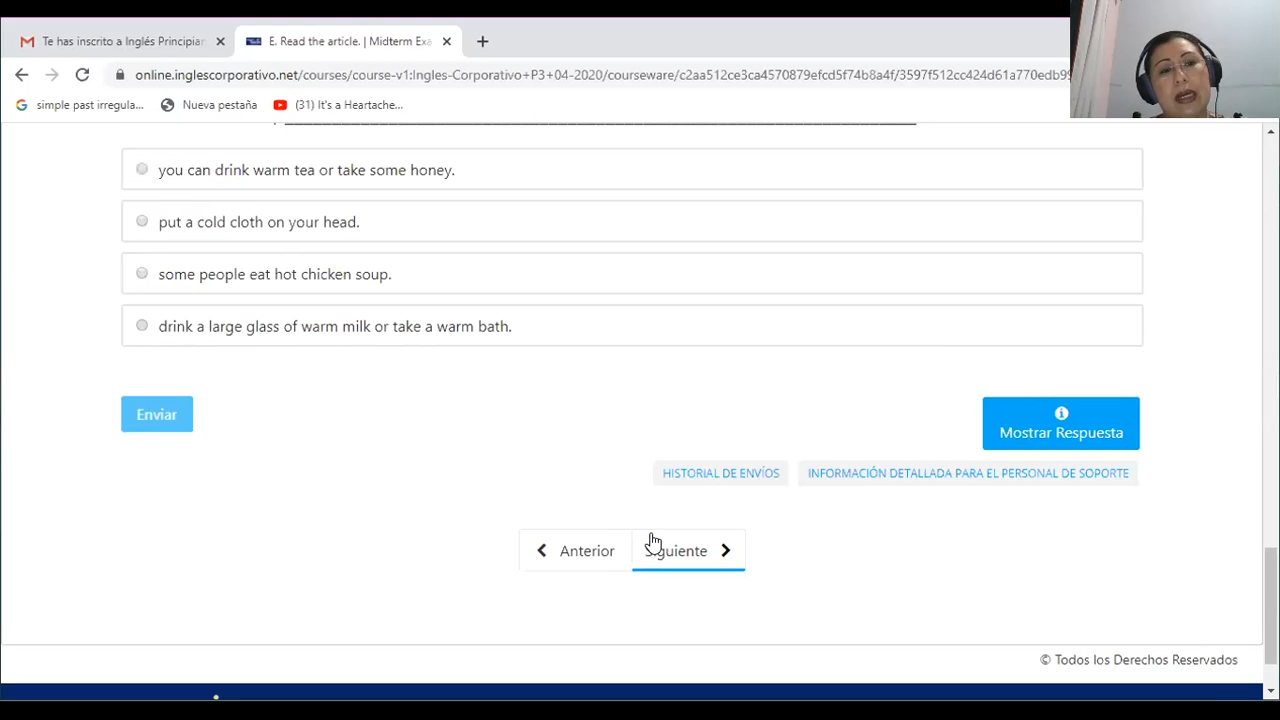 Te has inscrito a Inglés Principian
E. Read the article. | Midterm Exa
online.inglescorporativo.net/courses/course-v1:Ingles-Corporativo+P3+04-2020/courseware/c2aa512ce3ca4570879efcd5f74b8a4f/3597f512cc424d61a770edb99
simple past irregula...
Nueva pestaña
(31) It's a Heartache...
you can drink warm tea or take some honey.
put a cold cloth on your head.
some people eat hot chicken soup.
drink a large glass of warm milk or take a warm bath.
Enviar
Mostrar Respuesta
HISTORIAL DE ENVÍOS
INFORMACIÓN DETALLADA PARA EL PERSONAL DE SOPORTE
Anterior
Siguiente
© Todos los Derechos Reservados